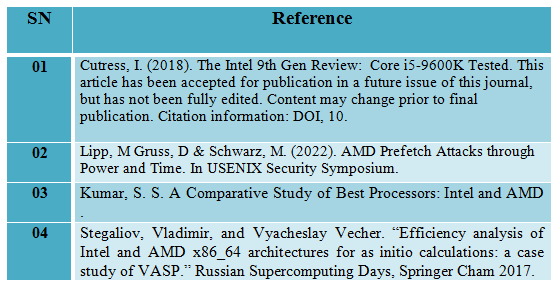 SN Reference
01 Cutress, I. (2018). The Intel 9th Gen Review: Core i5-9600K Tested. This
article has been accepted for publication in a future issue of this journal,
but has not been fully edited. Content may change prior to final
publication. Citation information: DOI, 10.
02 Lipp, M Gruss, D & Schwarz, M. (2022). AMD Prefetch Attacks through
Power and Time. In USENIX Security Symposium.
03 Kumar, S. S. A Comparative Study of Best Processors: Intel and AMD
.
04 Stegaliov, Vladimir, and Vyacheslay Vecher. “Efficiency analysis of
Intel and AMD x86_64 architectures for as initio calculations: a case
study of VASP.” Russian Supercomputing Days, Springer Cham 2017.